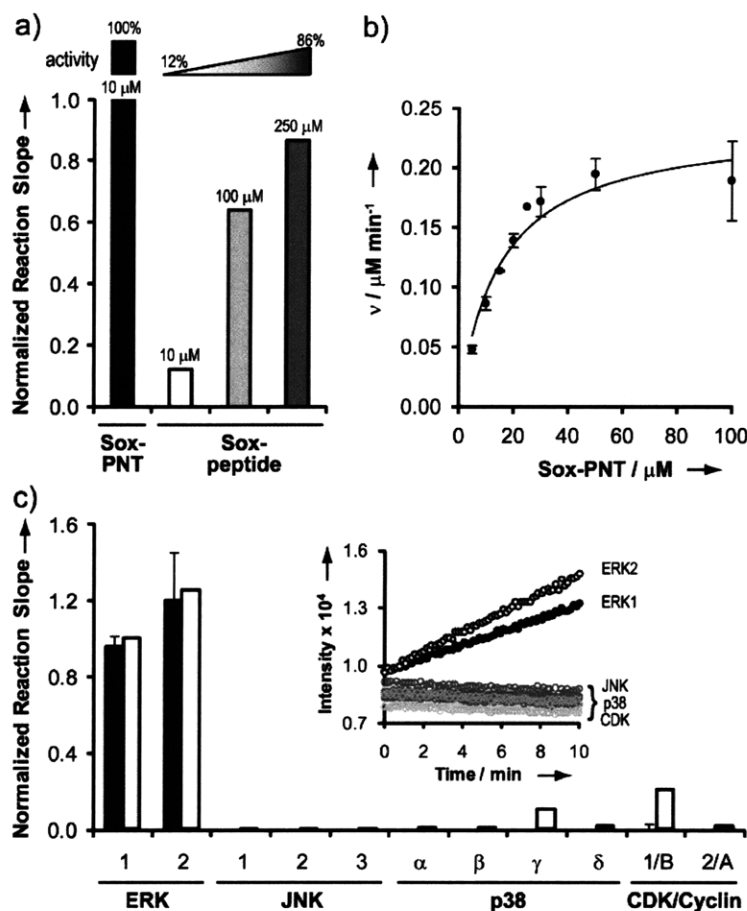 a)
activity
100%
12%
86%
10 µM
10 µM
100 µM
250 µM
Normalized Reaction Slope →
1.0
0.8
0.6
0.4
0.2
0.0
Sox-
PNT
Sox-
peptide
b)
v / µM min⁻¹ →
0.25
0.20
0.15
0.10
0.05
0.00
0 20 40 60 80 100
Sox-PNT / µM →
c)
Normalized Reaction Slope →
1.6
1.2
0.8
0.4
0.0
1 2 1 2 3 α β γ δ 1/B 2/A
ERK JNK p38 CDK/Cyclin
Intensity x 10⁴ →
1.6
1.3
1.0
0.7
0 2 4 6 8 10
Time / min →
ERK2
ERK1
JNK
p38
CDK